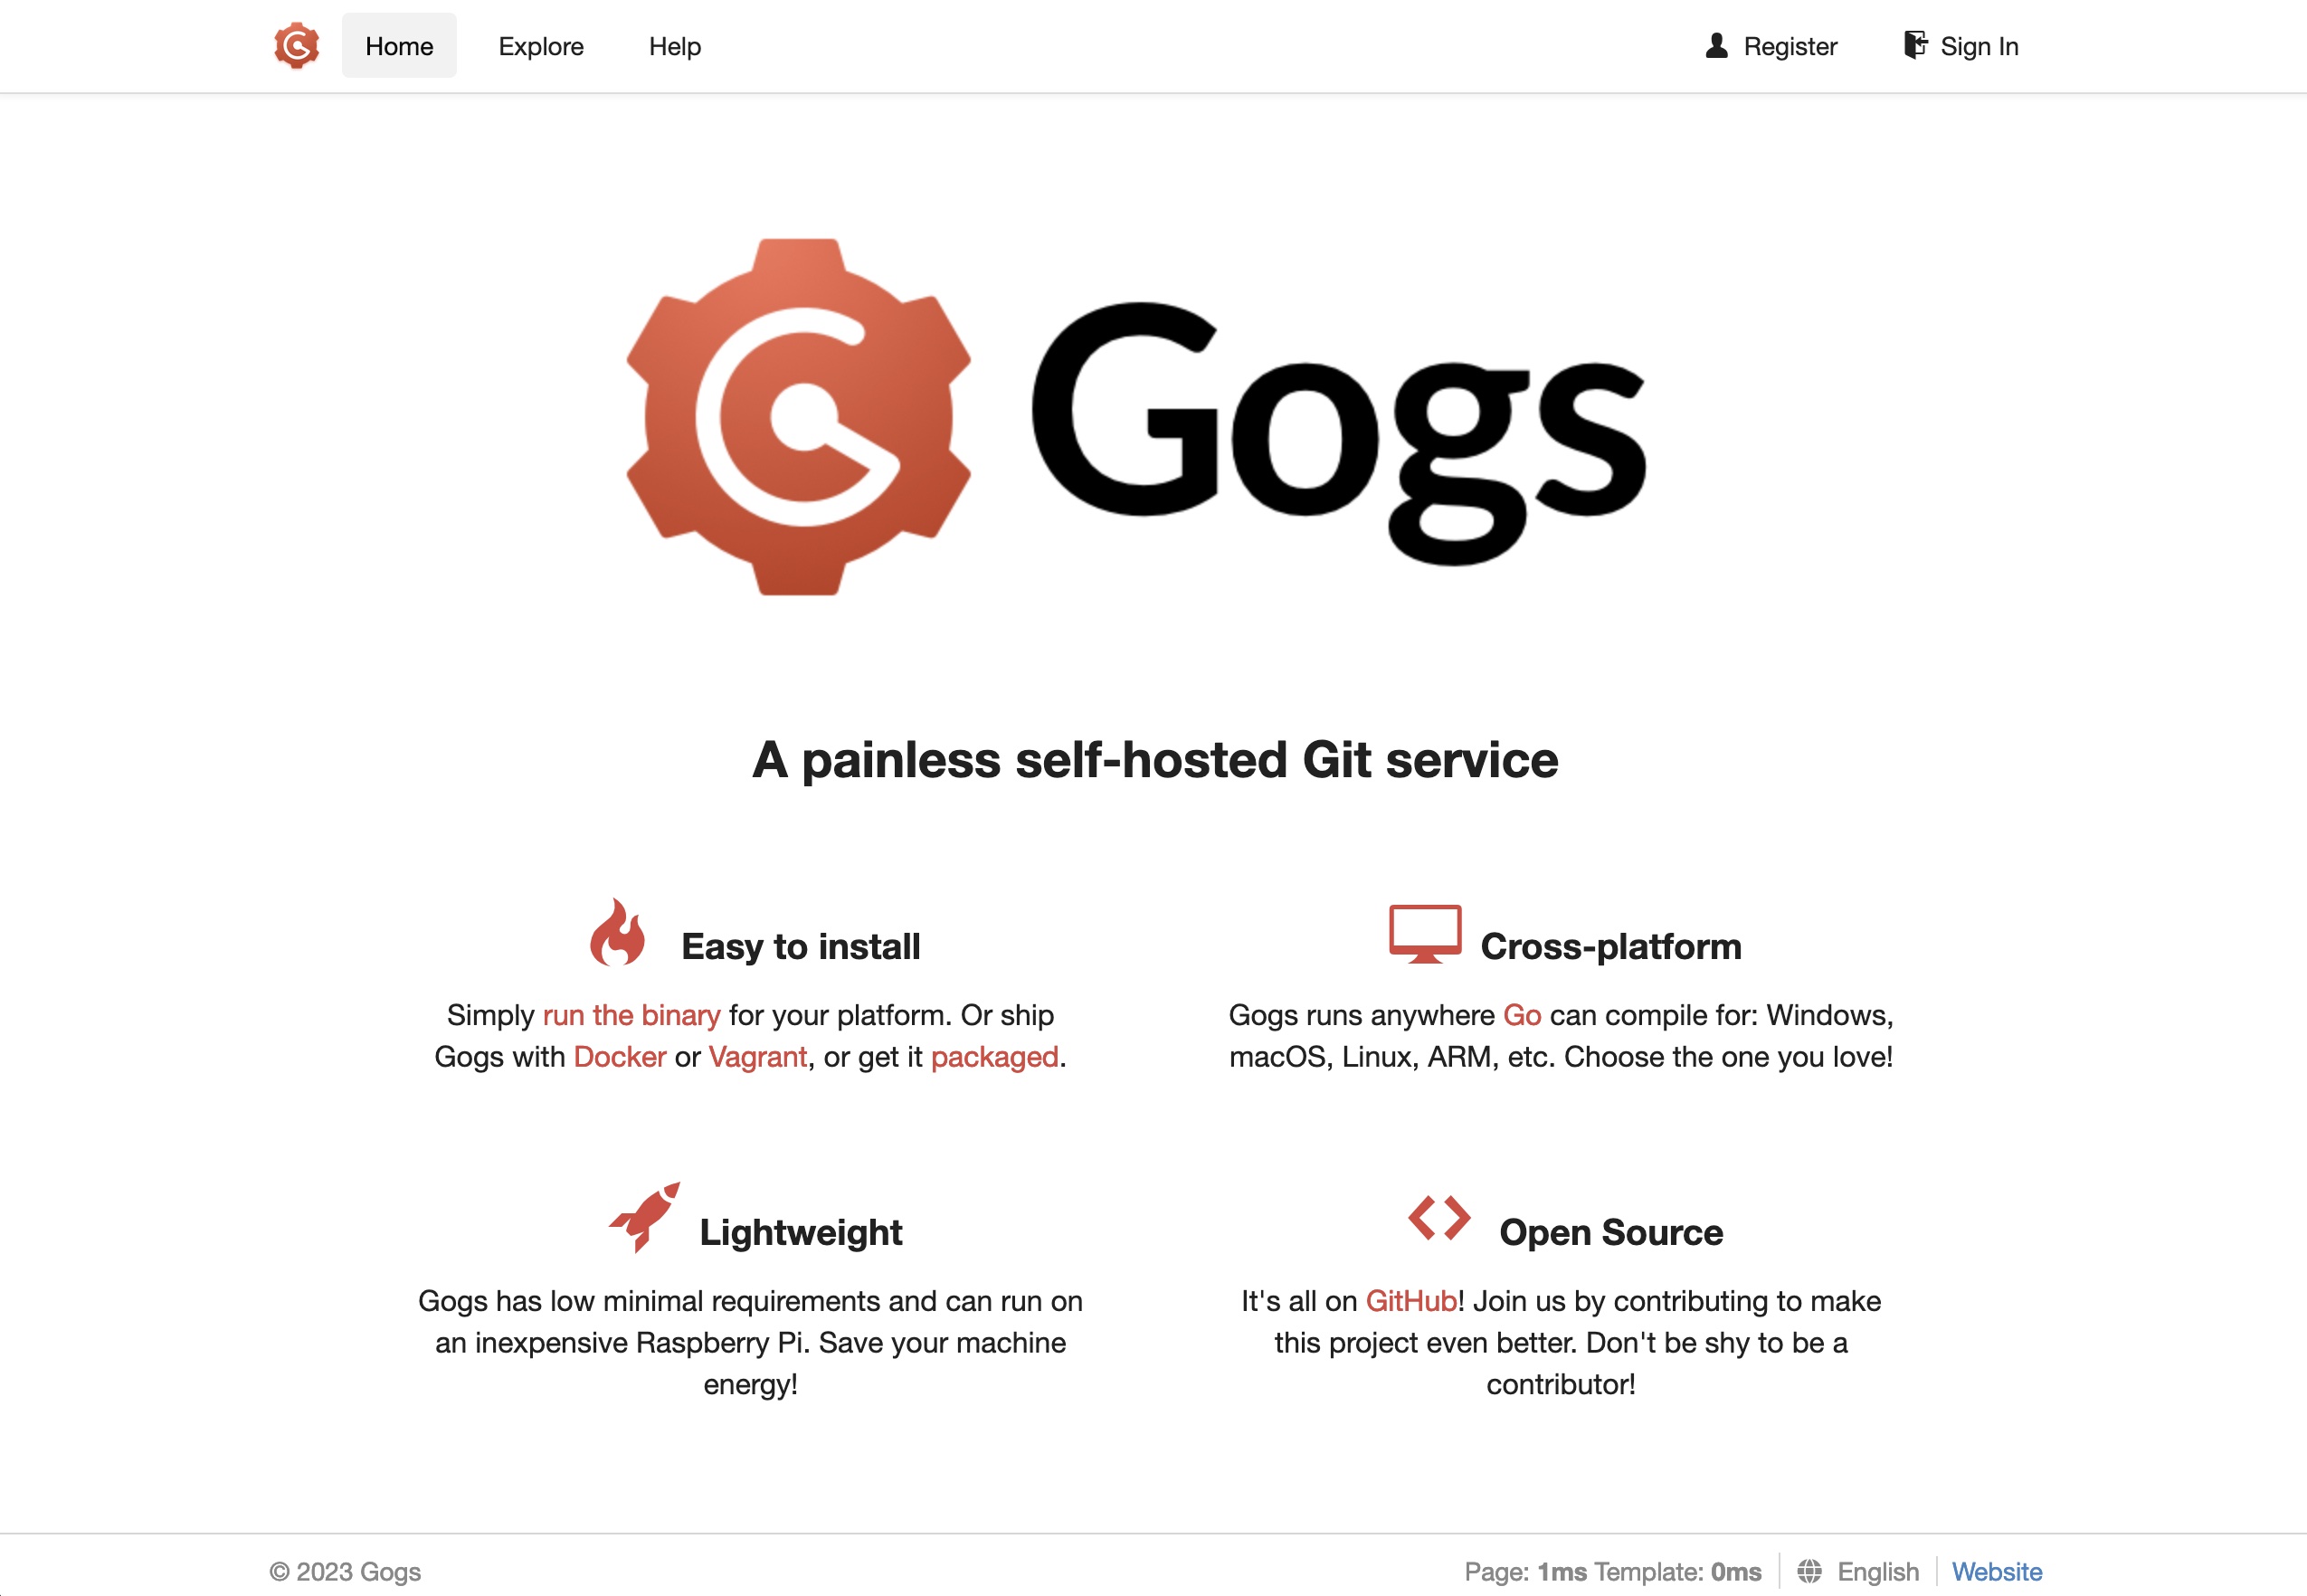 Home Explore Help Register Sign In
Gogs
A painless self-hosted Git service
Easy to install
Simply run the binary for your platform. Or ship
Gogs with Docker or Vagrant, or get it packaged.
Cross-platform
Gogs runs anywhere Go can compile for: Windows,
macOS, Linux, ARM, etc. Choose the one you love!
Lightweight
Gogs has low minimal requirements and can run on
an inexpensive Raspberry Pi. Save your machine
energy!
Open Source
It's all on GitHub! Join us by contributing to make
this project even better. Don't be shy to be a
contributor!
© 2023 Gogs Page: 1ms Template: 0ms English Website